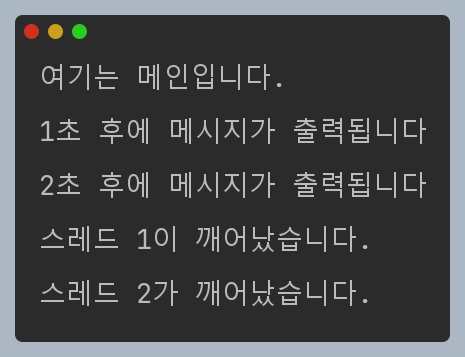 여기는 메인입니다.
1초 후에 메시지가 출력됩니다
2초 후에 메시지가 출력됩니다
스레드 1이 깨어났습니다.
스레드 2가 깨어났습니다.